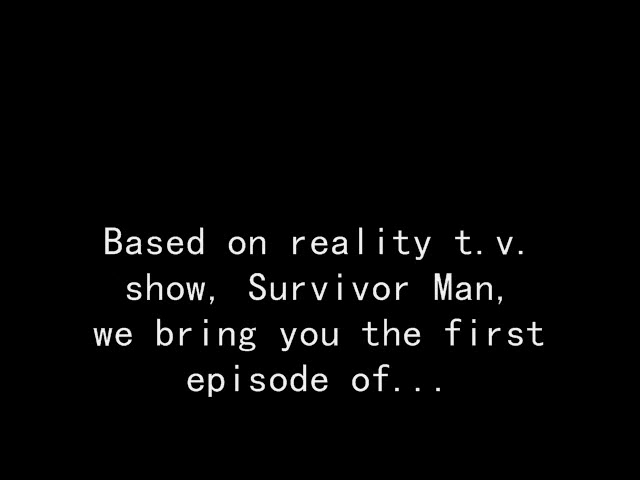 Based on reality t.v.
show, Survivor Man,
we bring you the first
episode of...